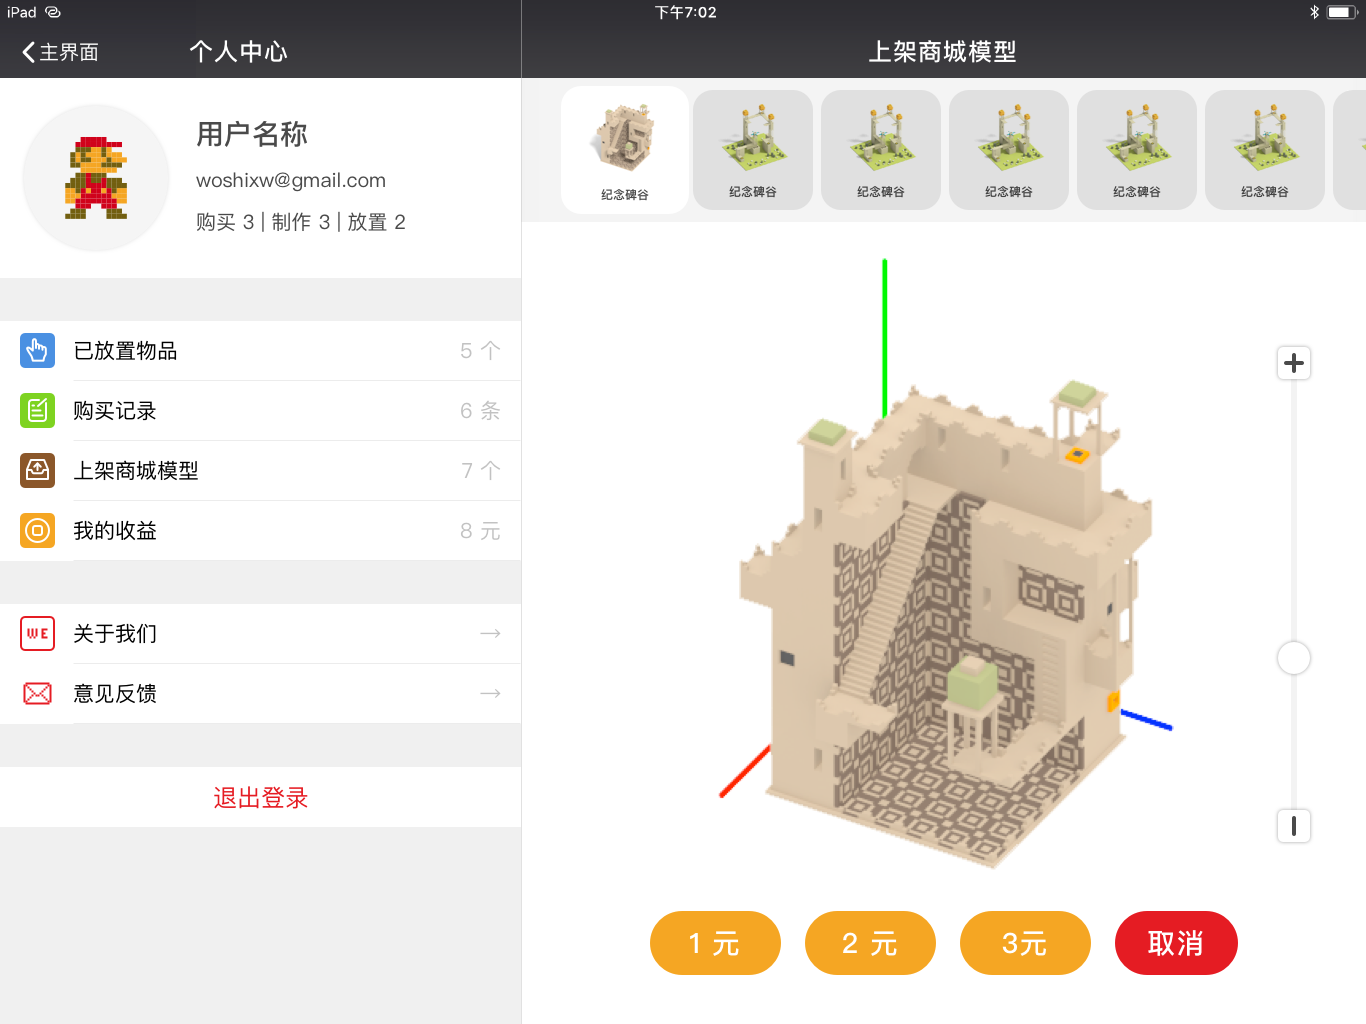 iPad
下午7:02
主界面
个人中心
上架商城模型
用户名称
woshixw@gmail.com
购买 3 | 制作 3 | 放置 2
纪念碑谷
纪念碑谷
纪念碑谷
纪念碑谷
纪念碑谷
纪念碑谷
已放置物品
5 个
购买记录
6 条
上架商城模型
7 个
我的收益
8 元
WE
关于我们
意见反馈
退出登录
1 元
2 元
3元
取消